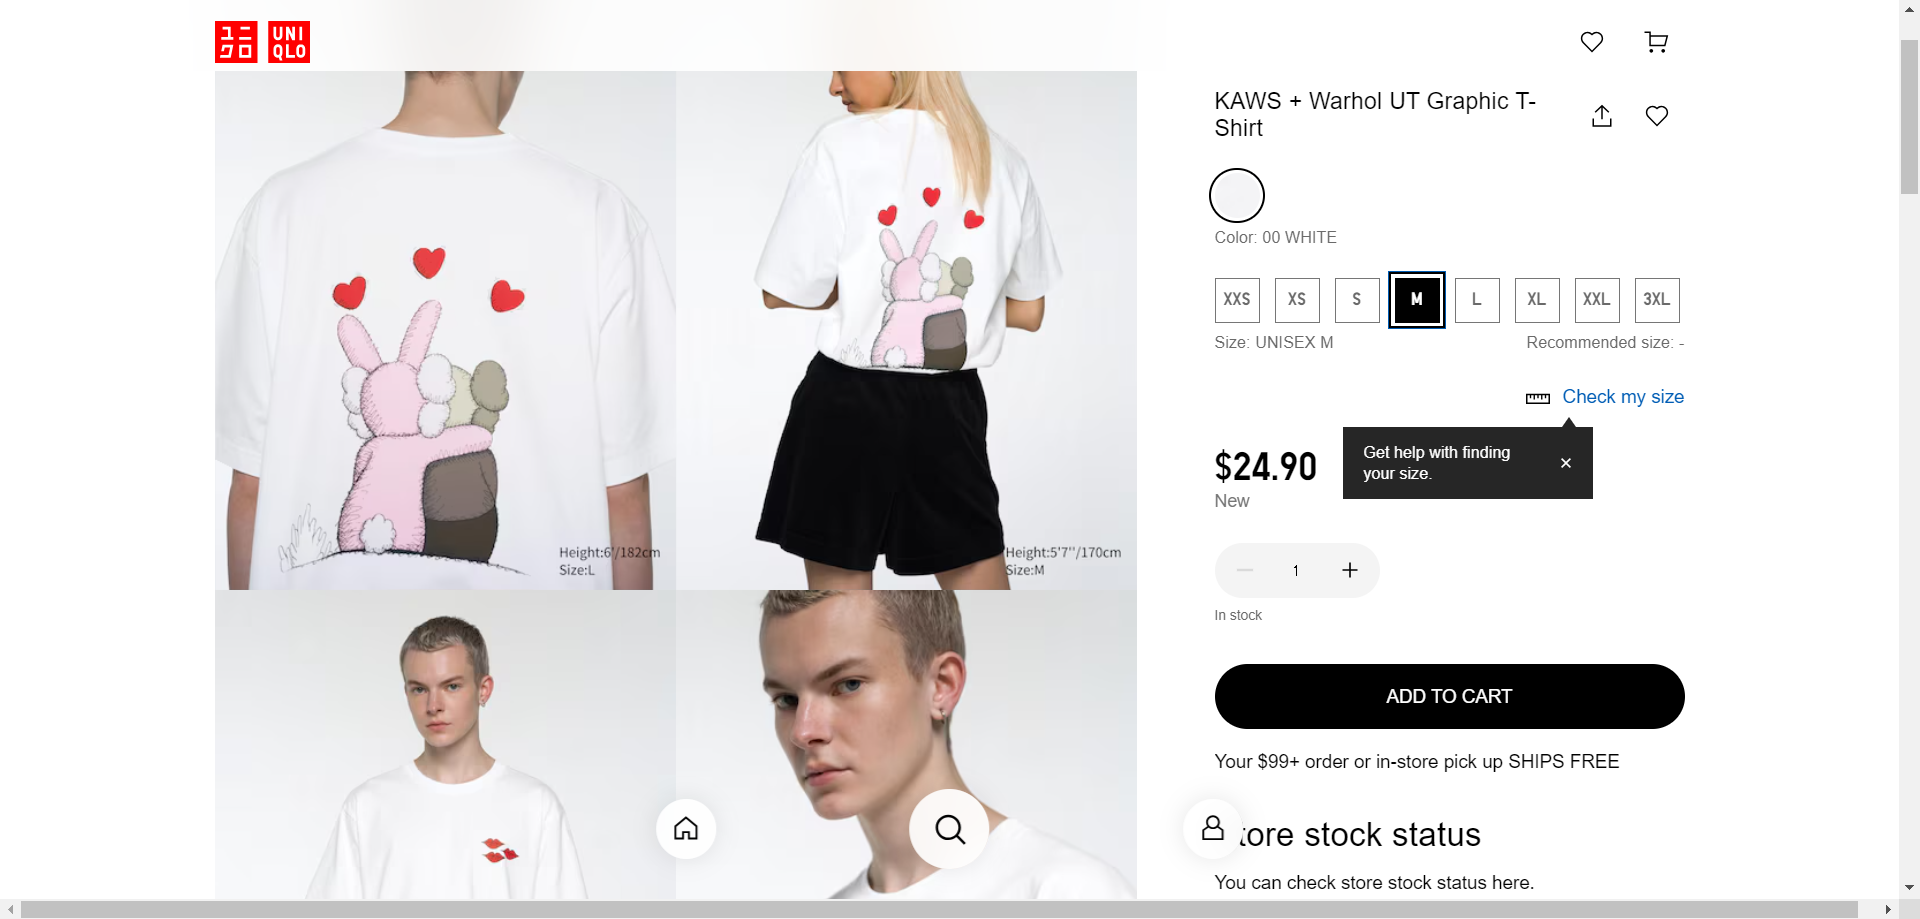 ユニ
クロ
UNI
QLO
KAWS + Warhol UT Graphic T-
Shirt
Color: 00 WHITE
XXS XS S M L XL XXL 3XL
Size: UNISEX M
Recommended size: -
Check my size
Get help with finding
your size.
$24.90
New
1
In stock
ADD TO CART
Your $99+ order or in-store pick up SHIPS FREE
tore stock status
You can check store stock status here.
Height:6'/182cm
Size:L
Height:5'7''/170cm
Size:M